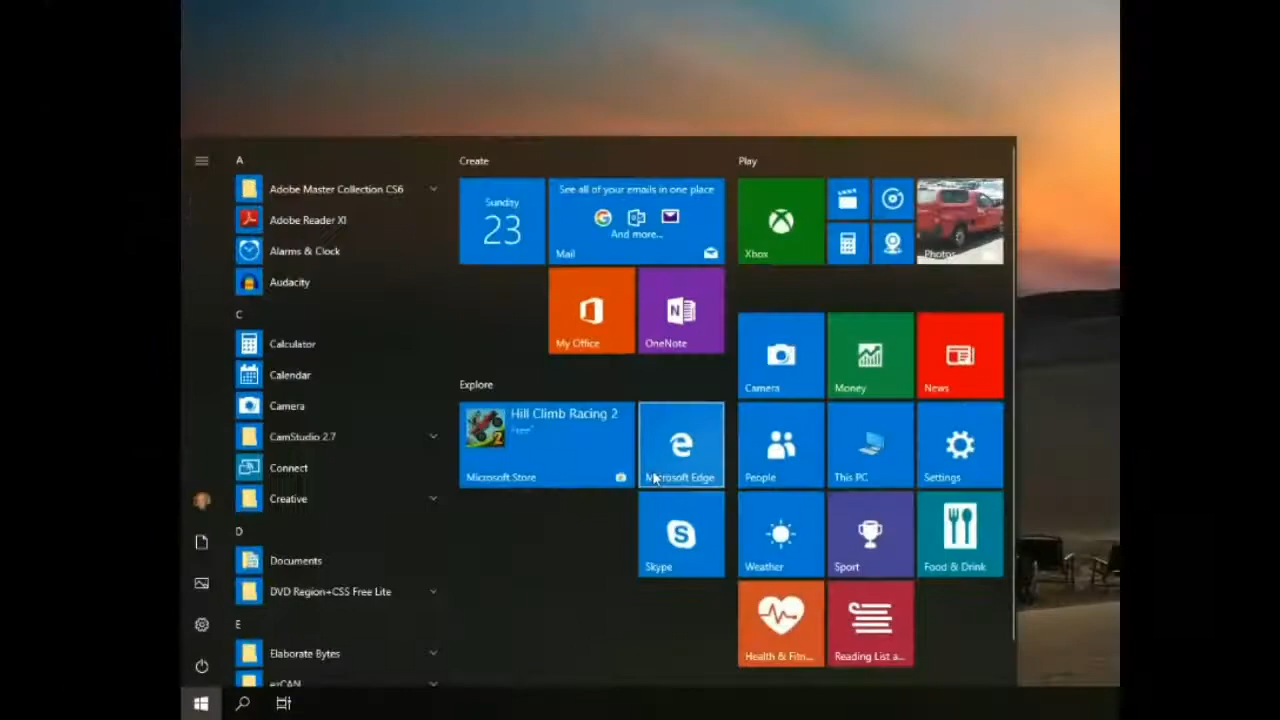 A
Adobe Master Collection CS6
Adobe Reader XI
Alarms & Clock
Audacity
C
Calculator
Calendar
Camera
CamStudio 2.7
Connect
Creative
D
Documents
DVD Region+CSS Free Lite
E
Elaborate Bytes
Create
Sunday
23
See all of your emails in one place
And more...
Mail
My Office
N
OneNote
Explore
Hill Climb Racing 2
Free
2
Microsoft Store
Microsoft Edge
Skype
Play
Xbox
Photos
Camera
Money
News
People
This PC
Settings
Weather
Sport
Food & Drink
Health & Fitn...
Reading List a...